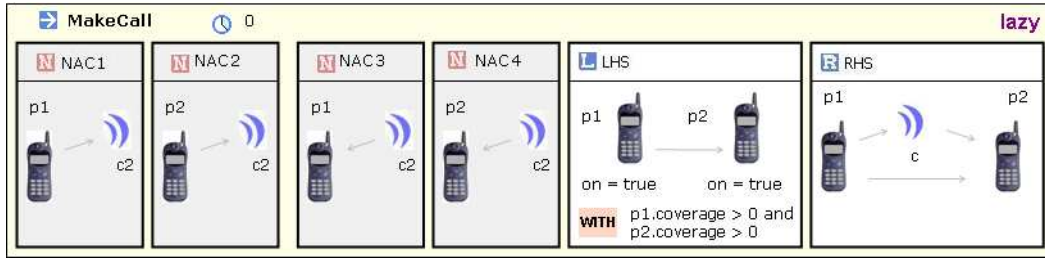 MakeCall 0 lazy
N NAC1
p1
c2
N NAC2
p2
c2
N NAC3
p1
c2
N NAC4
p2
c2
L LHS
p1 p2
on = true on = true
WITH p1.coverage > 0 and
p2.coverage > 0
R RHS
p1 p2
c